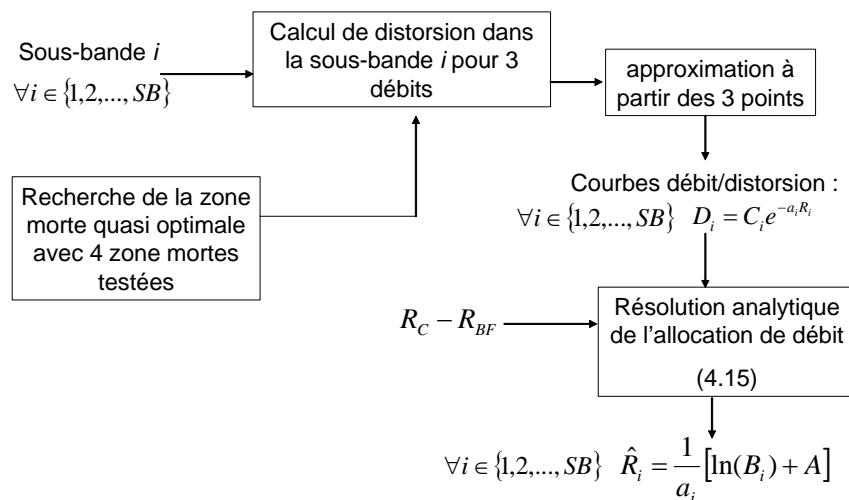 Sous-bande i
∀i ∈ {1,2,...,SB}
Calcul de distorsion dans
la sous-bande i pour 3
débits
approximation à
partir des 3 points
Recherche de la zone
morte quasi optimale
avec 4 zone mortes
testées
Courbes débit/distorsion :
∀i ∈ {1,2,...,SB} D_i = C_i e^{-a_i R_i}
R_C − R_{BF}
Résolution analytique
de l'allocation de débit
(4.15)
∀i ∈ {1,2,...,SB} R̂_i = \frac{1}{a_i} [ln(B_i) + A]